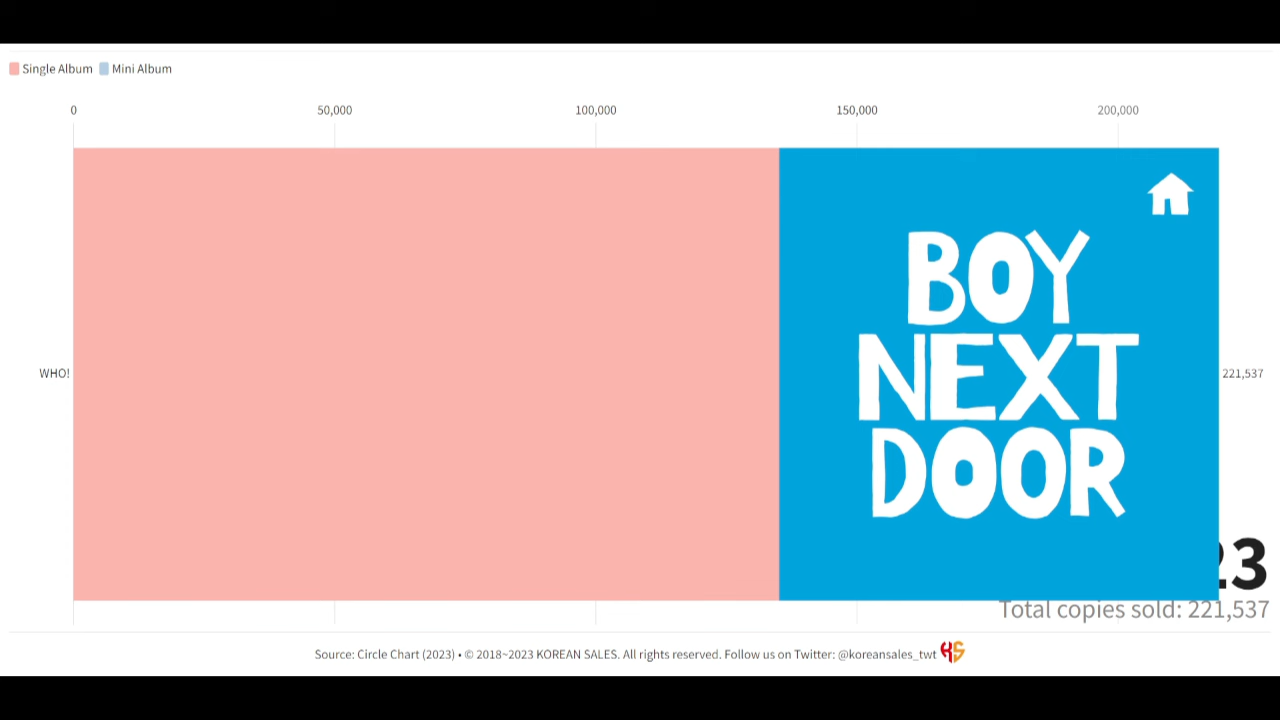 Single Album Mini Album
0 50,000 100,000 150,000 200,000
BOY
NEXT
DOOR
WHO! 221,537
23
Total copies sold: 221,537
Source: Circle Chart (2023) • © 2018~2023 KOREAN SALES. All rights reserved. Follow us on Twitter: @koreansales_twt KS